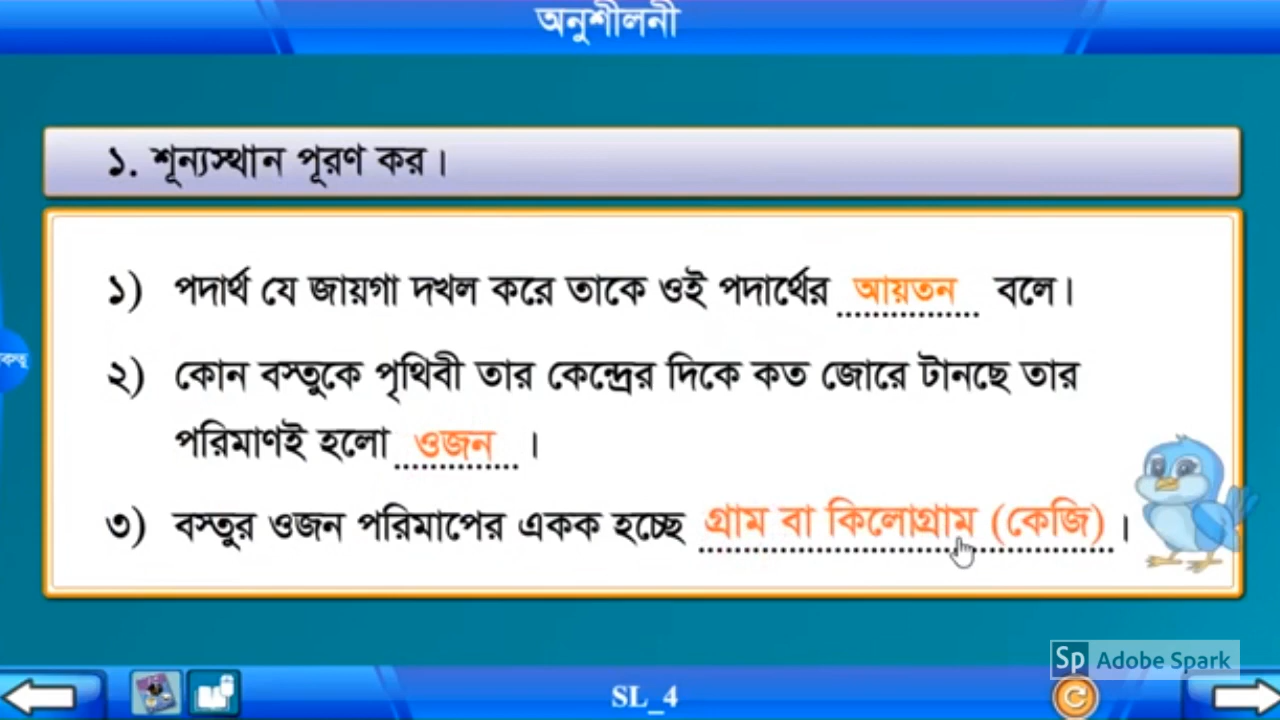 অনুশীলনী
১. শূন্যস্থান পূরণ কর।
১) পদার্থ যে জায়গা দখল করে তাকে ওই পদার্থের আয়তন বলে।
২) কোন বস্তুকে পৃথিবী তার কেন্দ্রের দিকে কত জোরে টানছে তার
পরিমাণই হলো ওজন ।
৩) বস্তুর ওজন পরিমাপের একক হচ্ছে গ্রাম বা কিলোগ্রাম (কেজি) ।
Sp Adobe Spark
SL_4